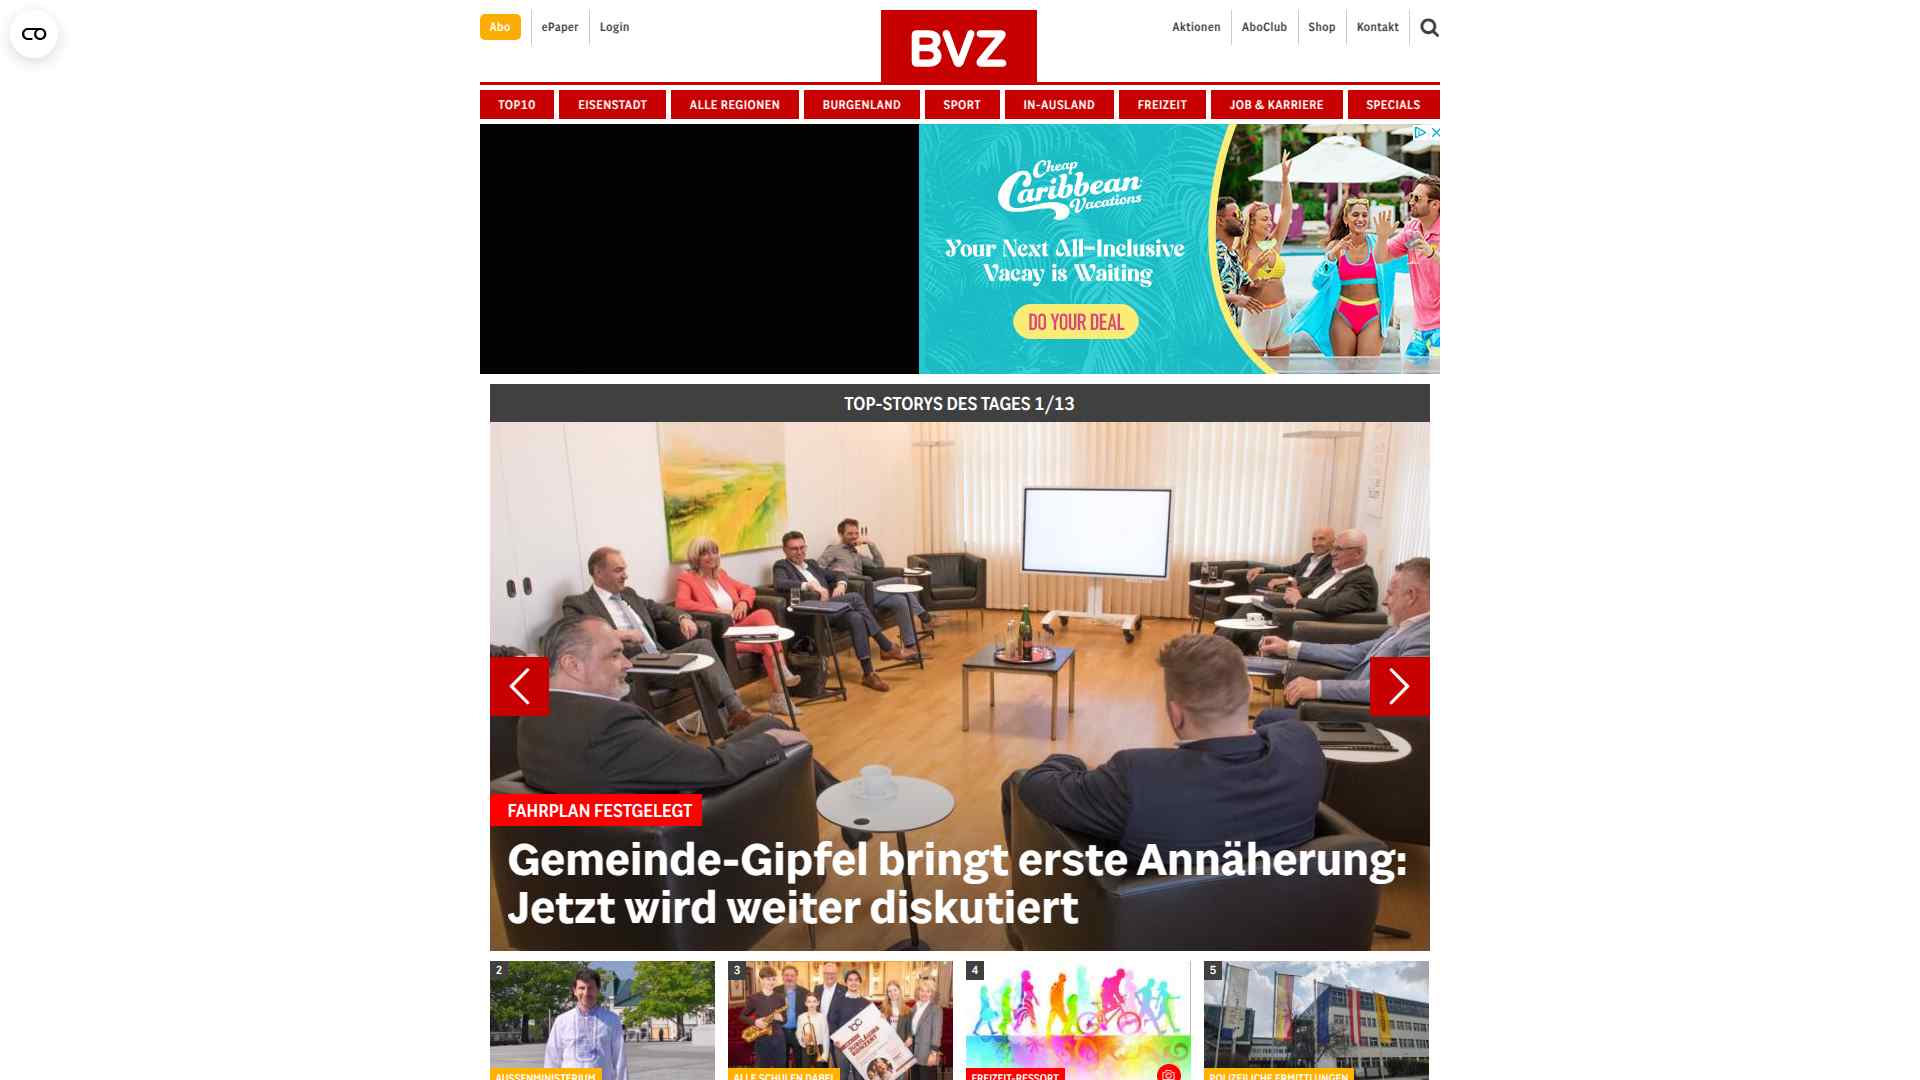 Abo
ePaper
Login
BVZ
Aktionen
AboClub
Shop
Kontakt
TOP10
EISENSTADT
ALLE REGIONEN
BURGENLAND
SPORT
IN-AUSLAND
FREIZEIT
JOB & KARRIERE
SPECIALS
Cheap
Caribbean
Vacations
Your Next All-Inclusive
Vacay is Waiting
DO YOUR DEAL
TOP-STORYS DES TAGES 1/13
FAHRPLAN FESTGELEGT
Gemeinde-Gipfel bringt erste Annäherung:
Jetzt wird weiter diskutiert
2
AUSSENMINISTERIUM
3
ALLE SCHULEN DABEI
4
FREIZEIT-RESSORT
5
POLIZEILICHE ERMITTLUNGEN